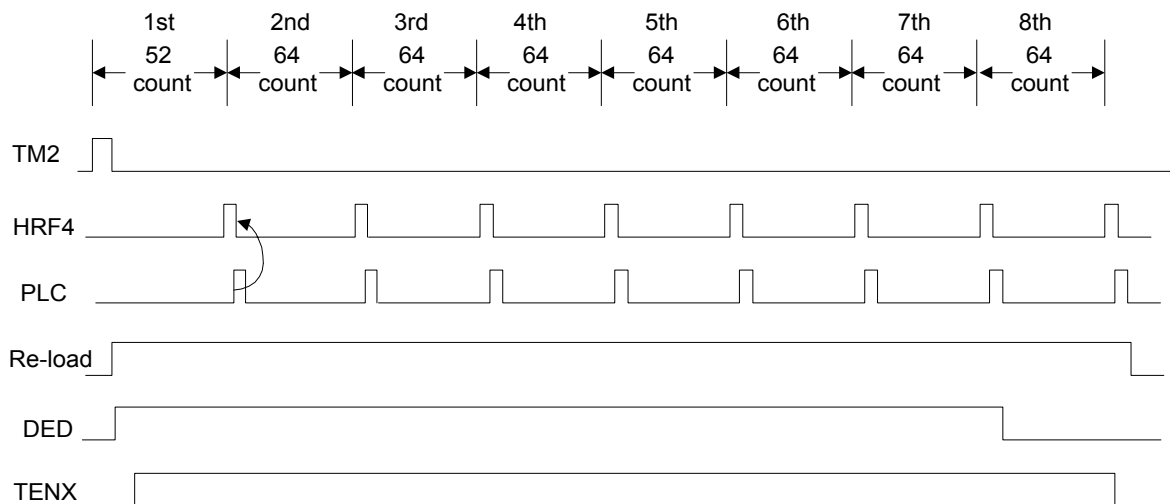 1st 2nd 3rd 4th 5th 6th 7th 8th
52 64 64 64 64 64 64 64
count count count count count count count count
TM2
HRF4
PLC
Re-load
DED
TENX